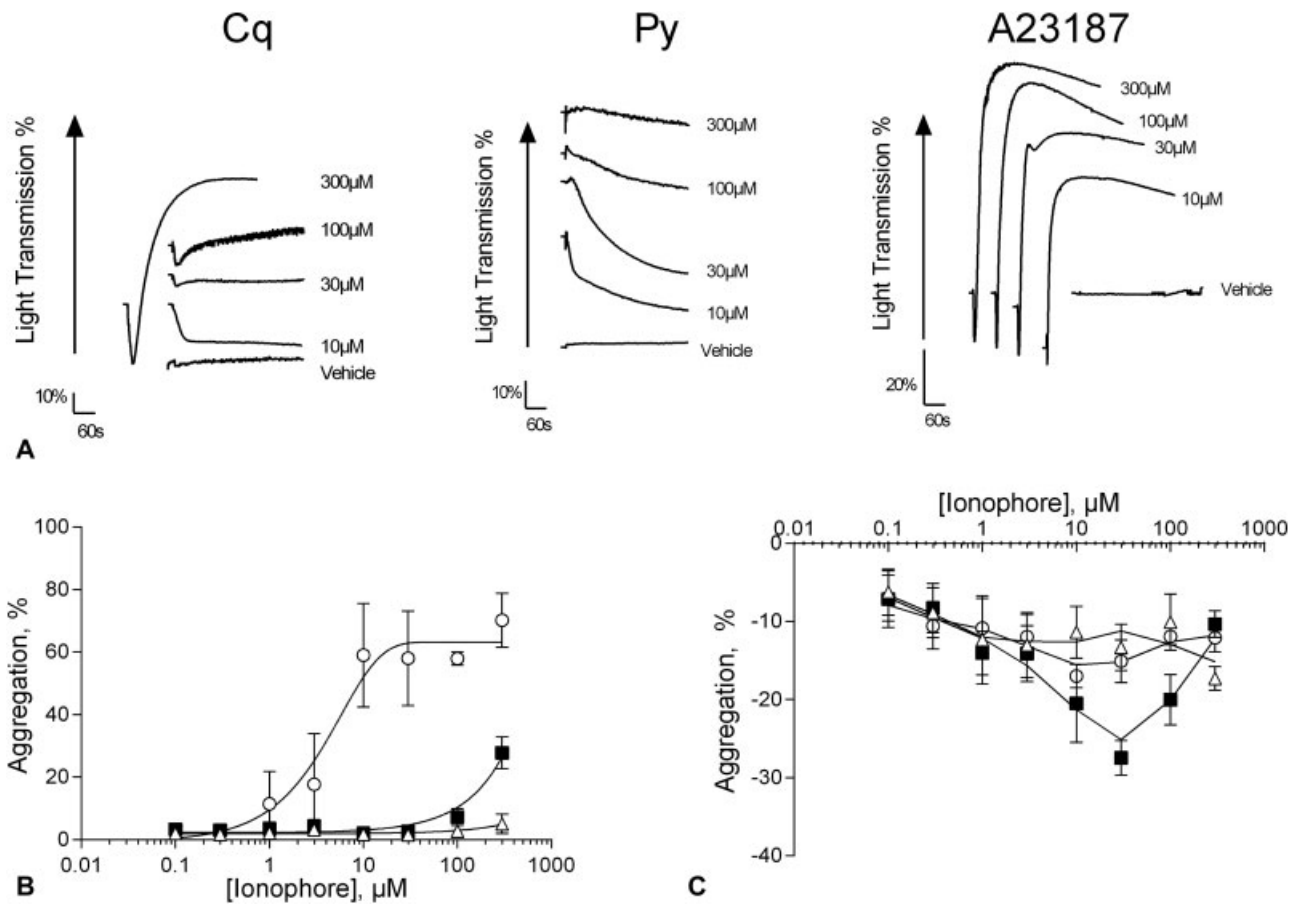 Cq
Py
A23187
Light Transmission %
300µM
100µM
30µM
10µM
Vehicle
10%
60s
Light Transmission %
300µM
100µM
30µM
10µM
Vehicle
10%
60s
Light Transmission %
300µM
100µM
30µM
10µM
Vehicle
20%
60s
A
Aggregation, %
100
80
60
40
20
0
0.01 0.1 1 10 100 1000
[Ionophore], µM
B
[Ionophore], µM
0.01 0.1 1 10 100 1000
0
-10
-20
-30
-40
Aggregation, %
C